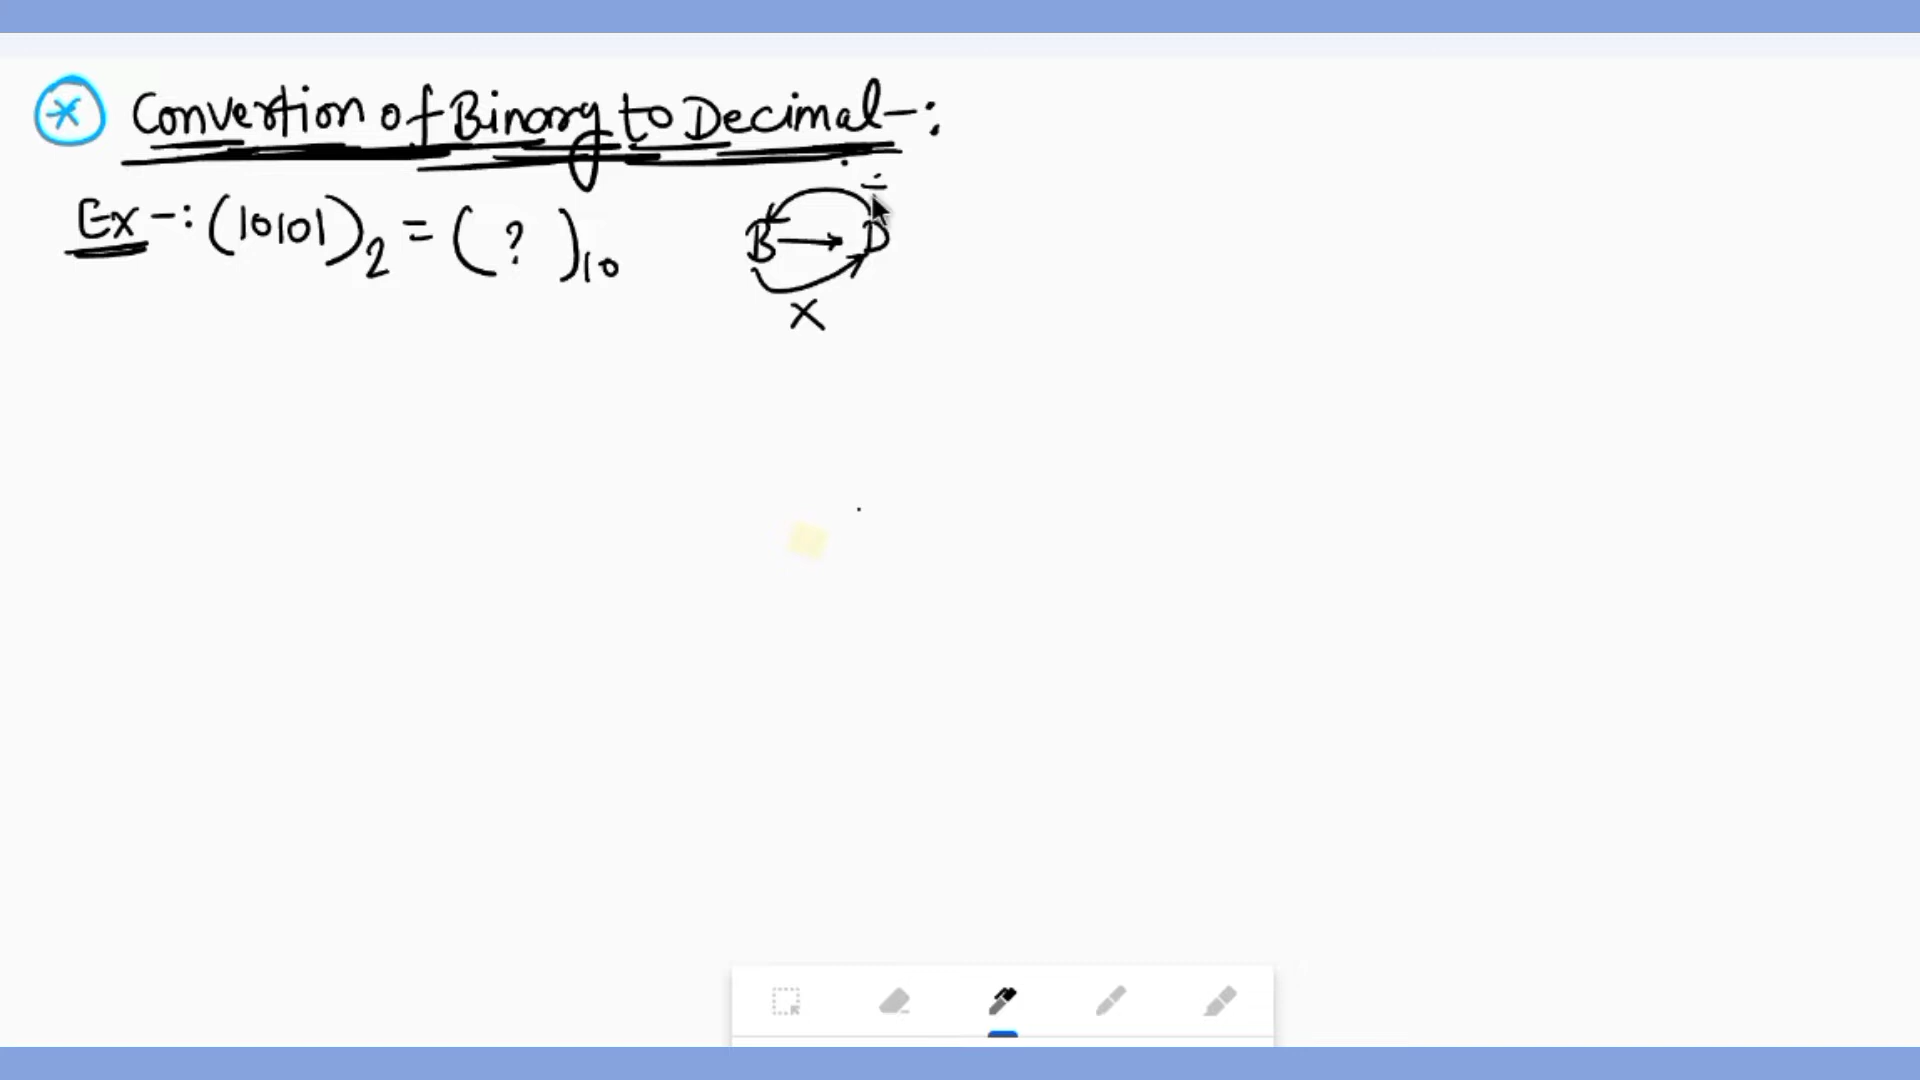 * Convertion of Binary to Decimal-:
Ex-: (10101)2 = ( ? )10
÷
B → D
X